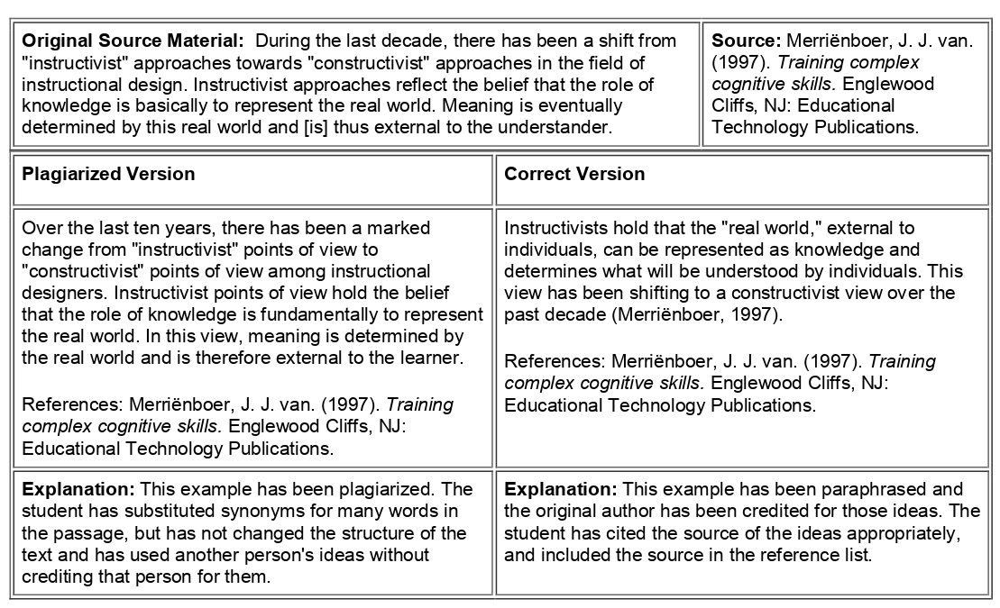 Original Source Material:  During the last decade, there has been a shift from
"instructivist" approaches towards "constructivist" approaches in the field of
instructional design. Instructivist approaches reflect the belief that the role of
knowledge is basically to represent the real world. Meaning is eventually
determined by this real world and [is] thus external to the understander.
Source: Merriënboer, J. J. van.
(1997). Training complex
cognitive skills. Englewood
Cliffs, NJ: Educational
Technology Publications.
Plagiarized Version
Correct Version
Over the last ten years, there has been a marked
change from "instructivist" points of view to
"constructivist" points of view among instructional
designers. Instructivist points of view hold the belief
that the role of knowledge is fundamentally to represent
the real world. In this view, meaning is determined by
the real world and is therefore external to the learner.
References: Merriënboer, J. J. van. (1997). Training
complex cognitive skills. Englewood Cliffs, NJ:
Educational Technology Publications.
Instructivists hold that the "real world," external to
individuals, can be represented as knowledge and
determines what will be understood by individuals. This
view has been shifting to a constructivist view over the
past decade (Merriënboer, 1997).
References: Merriënboer, J. J. van. (1997). Training
complex cognitive skills. Englewood Cliffs, NJ:
Educational Technology Publications.
Explanation: This example has been plagiarized. The
student has substituted synonyms for many words in
the passage, but has not changed the structure of the
text and has used another person's ideas without
crediting that person for them.
Explanation: This example has been paraphrased and
the original author has been credited for those ideas. The
student has cited the source of the ideas appropriately,
and included the source in the reference list.